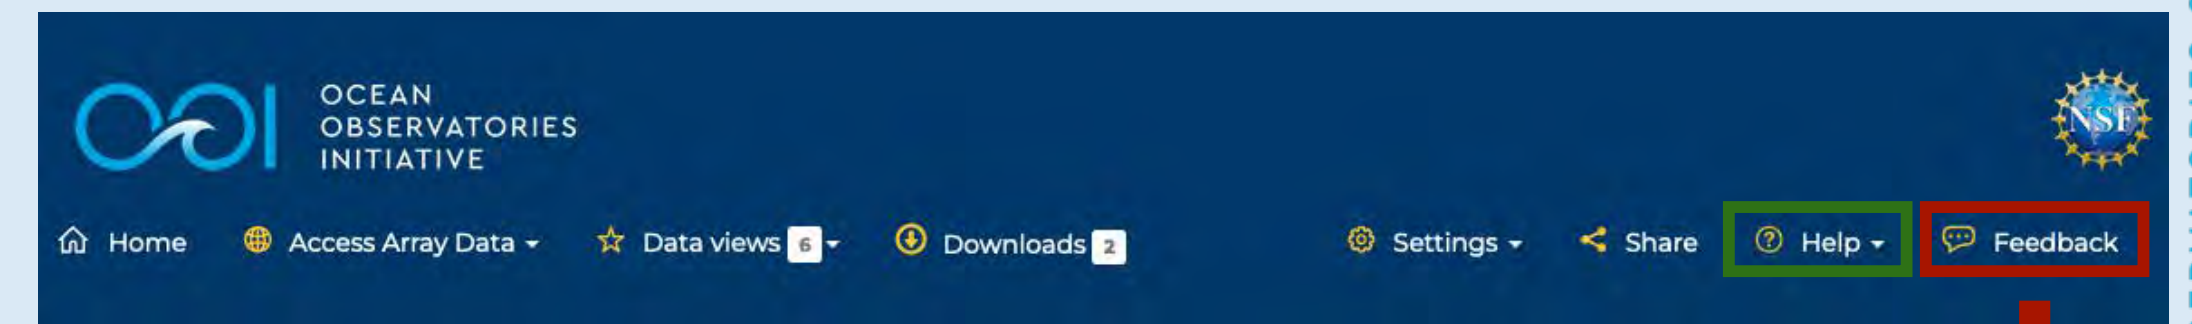 OCEAN
OBSERVATORIES
INITIATIVE
NSF
Home Access Array Data Data views 6 Downloads 2 Settings Share Help Feedback